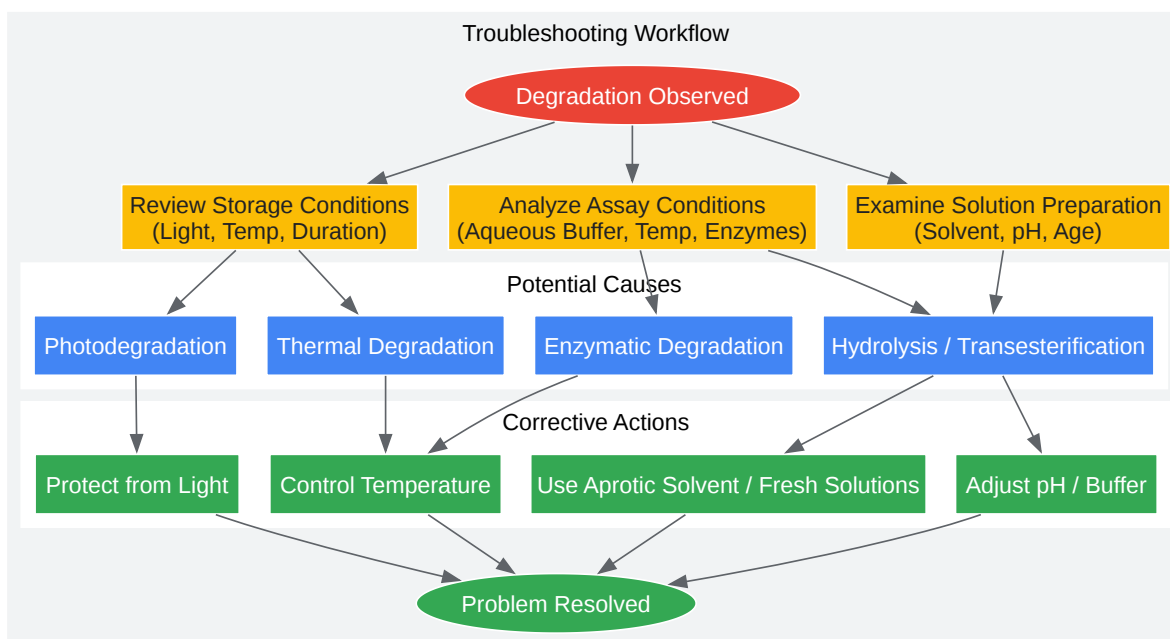 Troubleshooting Workflow
Degradation Observed
Review Storage Conditions
(Light, Temp, Duration)
Analyze Assay Conditions
(Aqueous Buffer, Temp, Enzymes)
Examine Solution Preparation
(Solvent, pH, Age)
Potential Causes
Photodegradation
Thermal Degradation
Enzymatic Degradation
Hydrolysis / Transesterification
Corrective Actions
Protect from Light
Control Temperature
Use Aprotic Solvent / Fresh Solutions
Adjust pH / Buffer
Problem Resolved